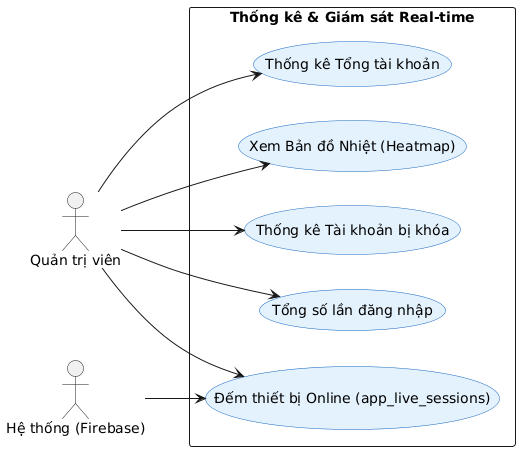 Thống kê & Giám sát Real-time
Thống kê Tổng tài khoản
Xem Bản đồ Nhiệt (Heatmap)
Thống kê Tài khoản bị khóa
Quản trị viên
Tổng số lần đăng nhập
Đếm thiết bị Online (app_live_sessions)
Hệ thống (Firebase)